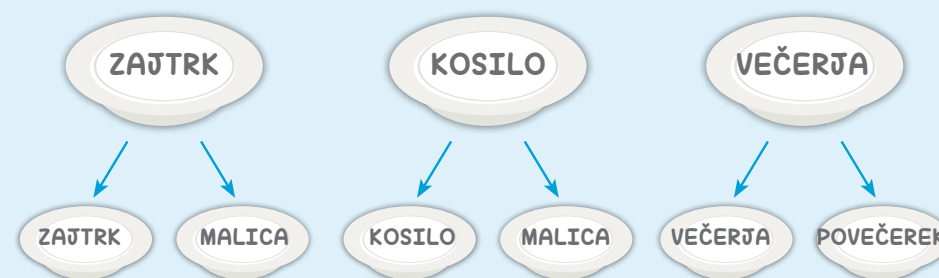 ZAJTRK KOSILO VEČERJA
ZAJTRK MALICA KOSILO MALICA VEČERJA POVEČEREK